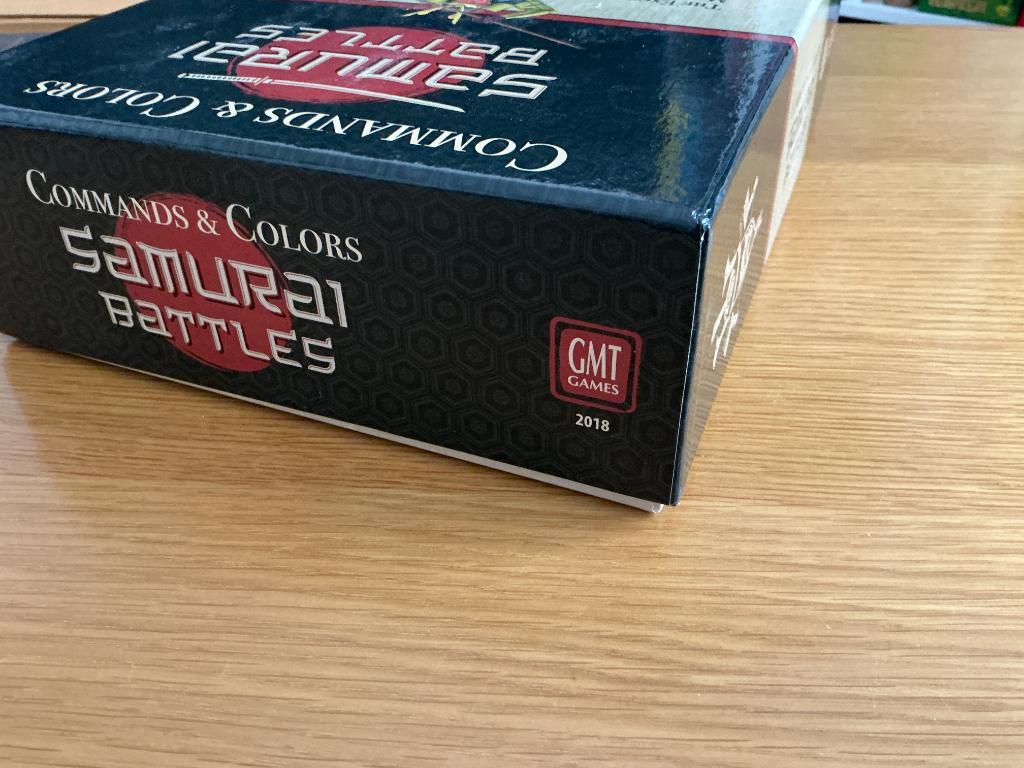 COMMANDS & COLORS
SAMURAI
BATTLES
COMMANDS & COLORS
SAMURAI
BATTLES
GMT
GAMES
2018